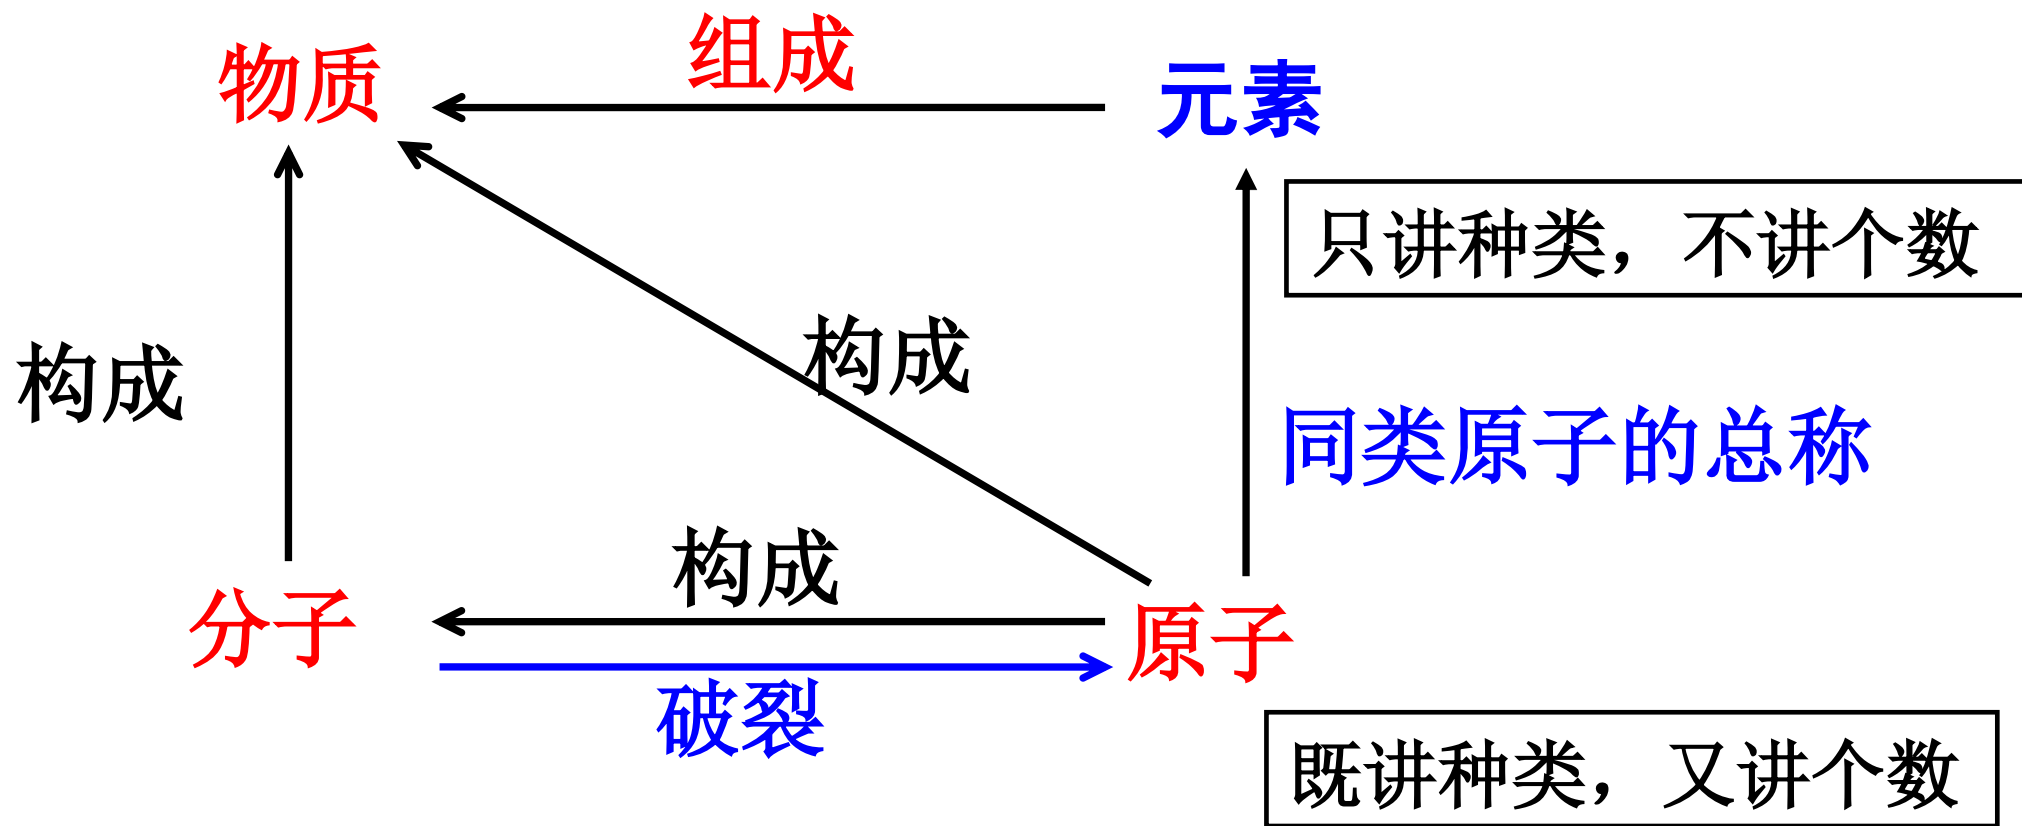 物质
组成
元素
只讲种类，不讲个数
构成
构成
同类原子的总称
构成
分子
原子
破裂
既讲种类，又讲个数